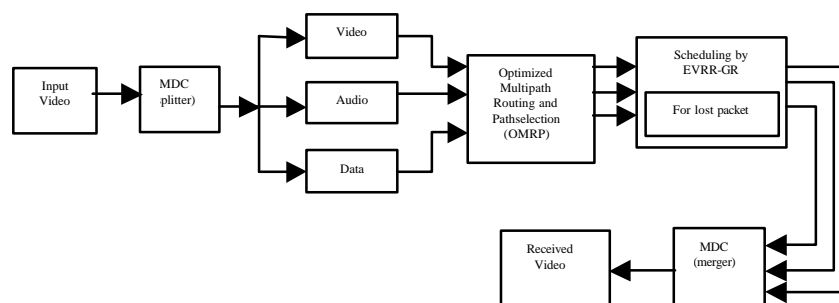 Input
Video
MDC
plitter)
Video
Audio
Data
Optimized
Multipath
Routing and
Pathselection
(OMRP)
Scheduling by
EVRR-GR
For lost packet
Received
Video
MDC
(merger)